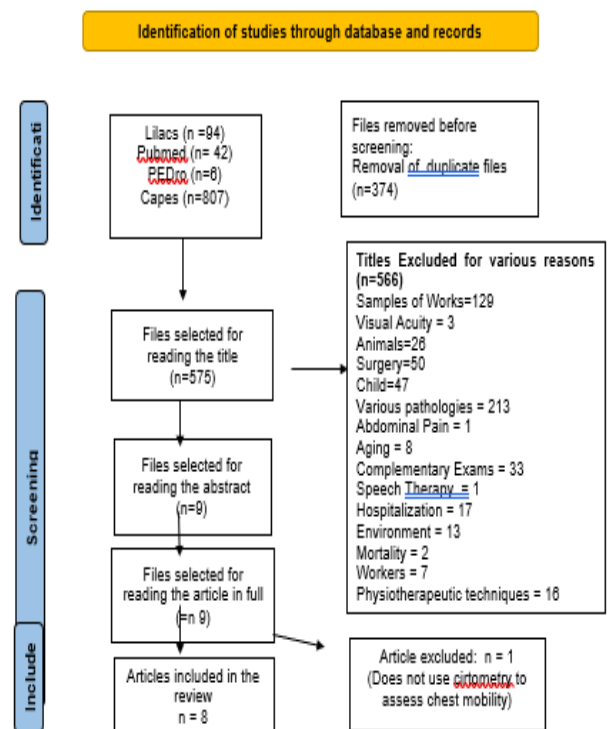 Identification of studies through database and records
Identificati
Lilacs (n =94)
Pubmed (n= 42)
PEDro (n=6)
Capes (n=807)
Files removed before
screening:
Removal of duplicate files
(n=374)
Titles Excluded for various reasons
(n=566)
Samples of Works=129
Visual Acuity = 3
Animals=26
Surgery=50
Child=47
Various pathologies = 213
Abdominal Pain = 1
Aging = 8
Complementary Exams = 33
Speech Therapy = 1
Hospitalization = 17
Environment = 13
Mortality = 2
Workers = 7
Physiotherapeutic techniques = 16
Screening
Files selected for
reading the title
(n=575)
Files selected for
reading the abstract
(n=9)
Files selected for
reading the article in full
(=n 9)
Include
Articles included in the
review
n = 8
Article excluded: n = 1
(Does not use cirtometry to
assess chest mobility)